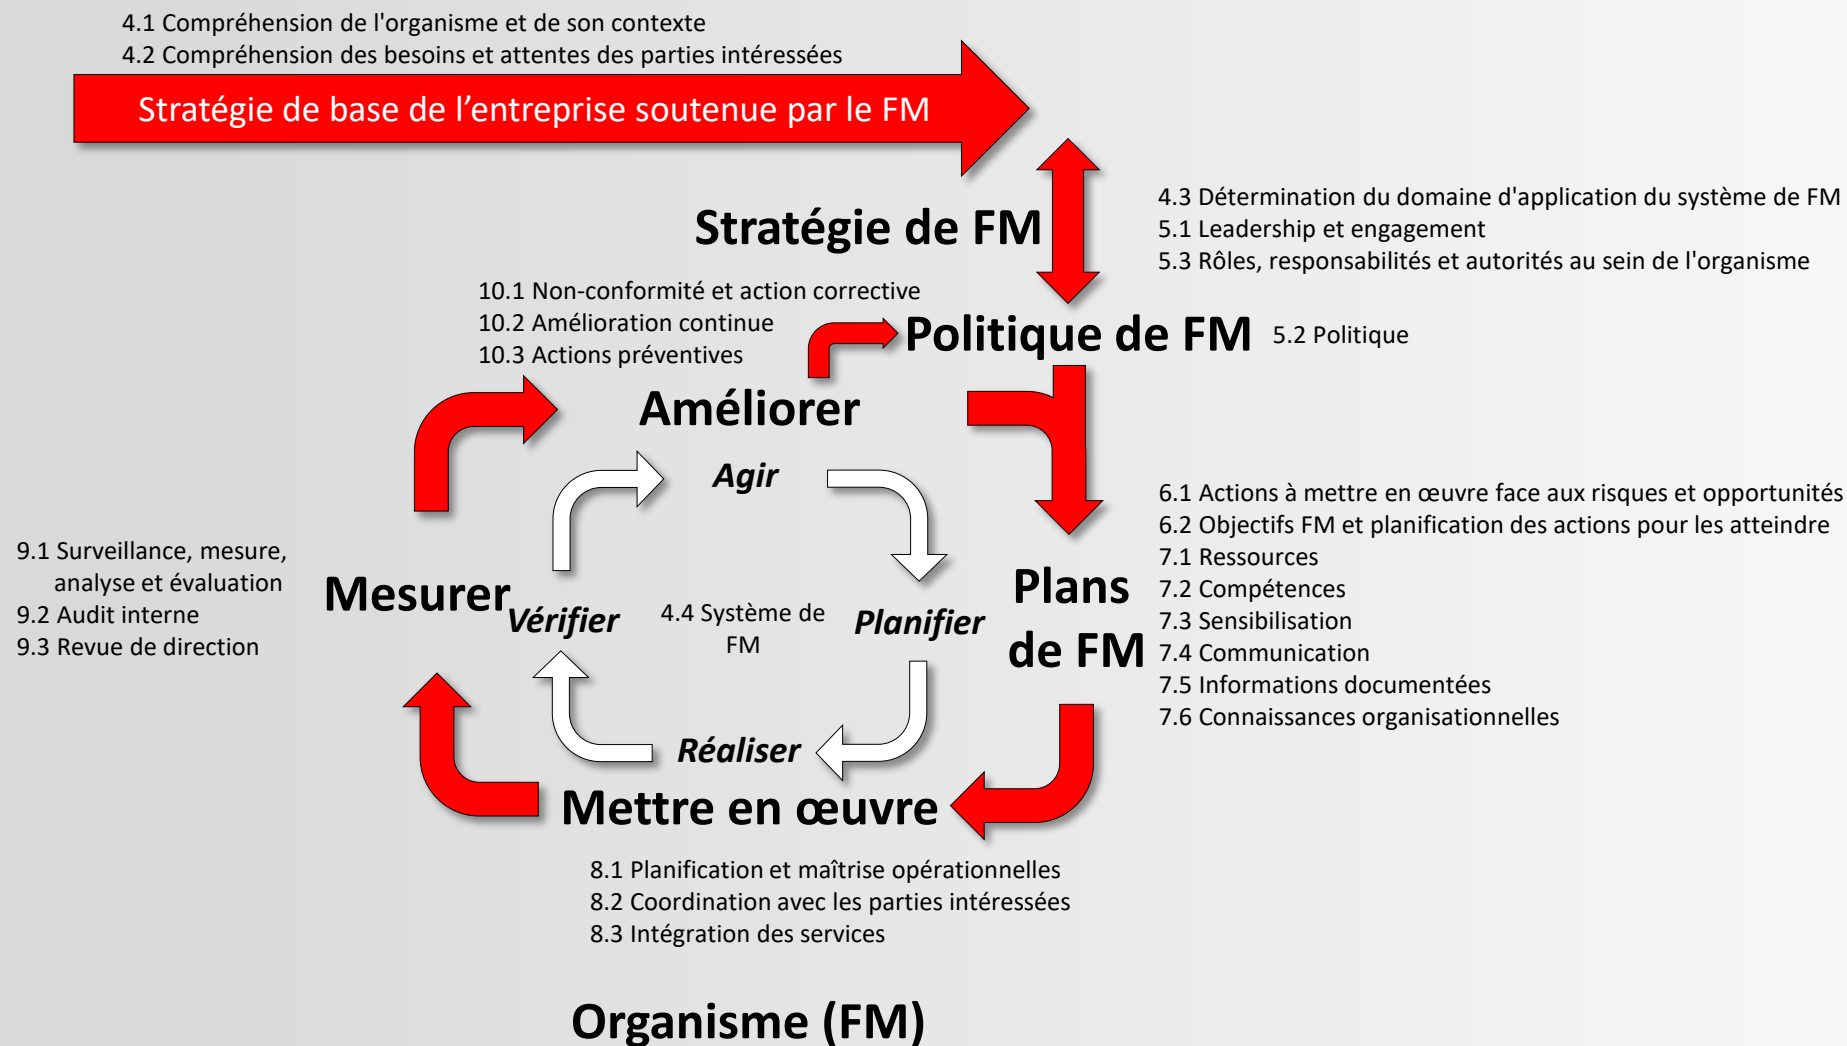 4.1 Compréhension de l'organisme et de son contexte
4.2 Compréhension des besoins et attentes des parties intéressées
Stratégie de base de l’entreprise soutenue par le FM
Stratégie de FM
4.3 Détermination du domaine d'application du système de FM
5.1 Leadership et engagement
5.3 Rôles, responsabilités et autorités au sein de l'organisme
10.1 Non-conformité et action corrective
10.2 Amélioration continue
10.3 Actions préventives
Politique de FM
5.2 Politique
Améliorer
Agir
6.1 Actions à mettre en œuvre face aux risques et opportunités
6.2 Objectifs FM et planification des actions pour les atteindre
7.1 Ressources
7.2 Compétences
7.3 Sensibilisation
7.4 Communication
7.5 Informations documentées
7.6 Connaissances organisationnelles
9.1 Surveillance, mesure,
analyse et évaluation
9.2 Audit interne
9.3 Revue de direction
Mesurer
Vérifier
4.4 Système de
FM
Planifier
Plans
de FM
Réaliser
Mettre en œuvre
8.1 Planification et maîtrise opérationnelles
8.2 Coordination avec les parties intéressées
8.3 Intégration des services
Organisme (FM)